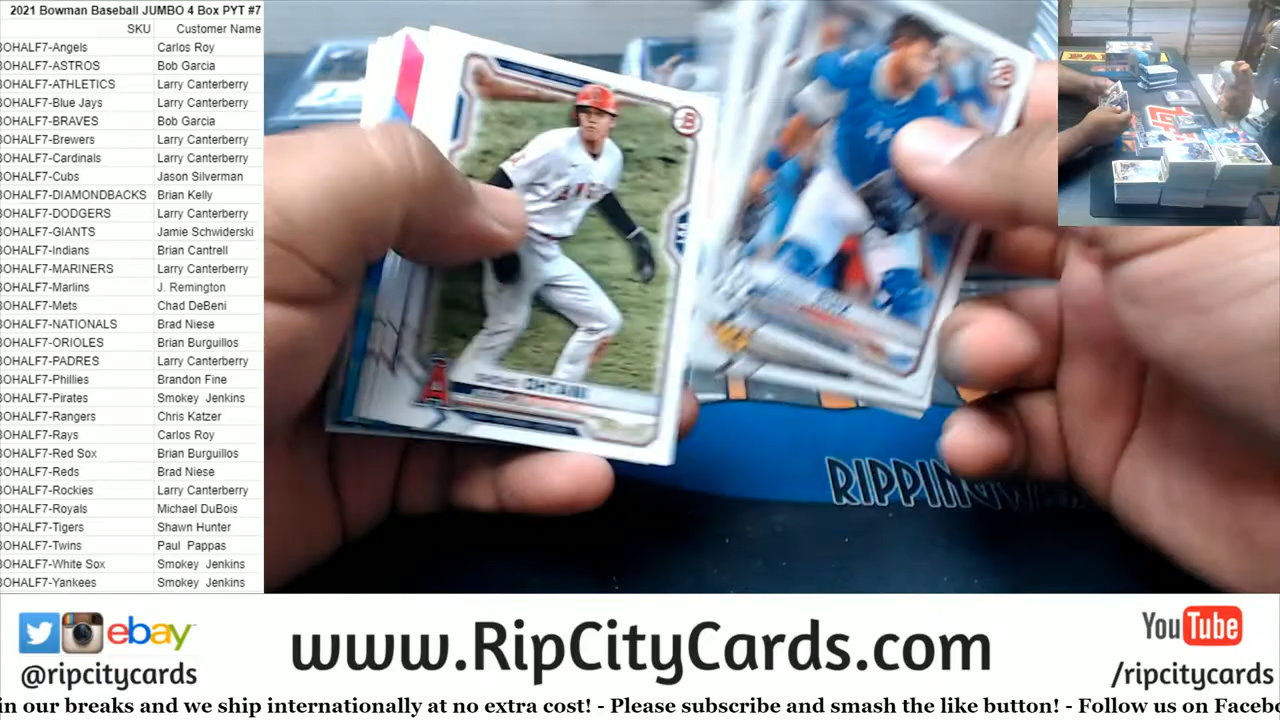 2021 Bowman Baseball JUMBO 4 Box PYT #7
SKU Customer Name
BOHALF7-Angels Carlos Roy
BOHALF7-ASTROS Bob Garcia
BOHALF7-ATHLETICS Larry Canterberry
BOHALF7-Blue Jays Larry Canterberry
BOHALF7-BRAVES Bob Garcia
BOHALF7-Brewers Larry Canterberry
BOHALF7-Cardinals Larry Canterberry
BOHALF7-Cubs Jason Silverman
BOHALF7-DIAMONDBACKS Brian Kelly
BOHALF7-DODGERS Larry Canterberry
BOHALF7-GIANTS Jamie Schwiderski
BOHALF7-Indians Brian Cantrell
BOHALF7-MARINERS Larry Canterberry
BOHALF7-Marlins J. Remington
BOHALF7-Mets Chad DeBeni
BOHALF7-NATIONALS Brad Niese
BOHALF7-ORIOLES Brian Burguillos
BOHALF7-PADRES Larry Canterberry
BOHALF7-Phillies Brandon Fine
BOHALF7-Pirates Smokey Jenkins
BOHALF7-Rangers Chris Katzer
BOHALF7-Rays Carlos Roy
BOHALF7-Red Sox Brian Burguillos
BOHALF7-Reds Brad Niese
BOHALF7-Rockies Larry Canterberry
BOHALF7-Royals Michael DuBois
BOHALF7-Tigers Shawn Hunter
BOHALF7-Twins Paul Pappas
BOHALF7-White Sox Smokey Jenkins
BOHALF7-Yankees Smokey Jenkins
OHTANI
RIPPIN
ebay
@ripcitycards
www.RipCityCards.com
YouTube
/ripcitycards
in our breaks and we ship internationally at no extra cost! - Please subscribe and smash the like button! - Follow us on Facebo